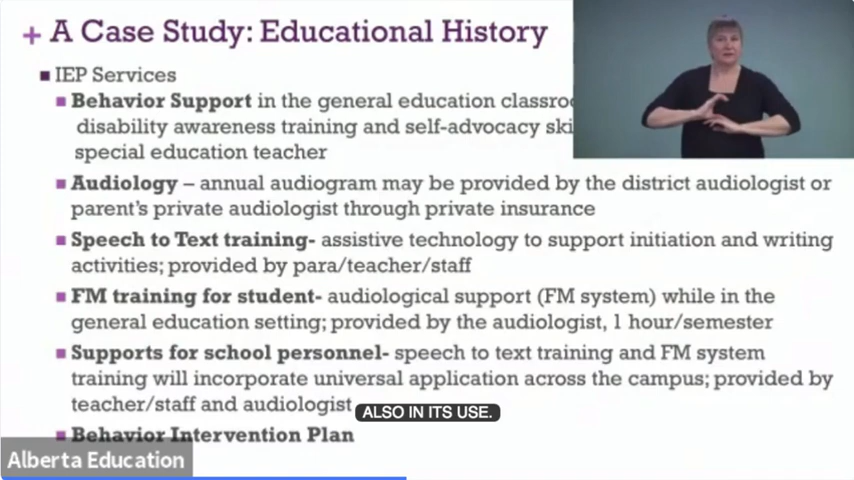 + A Case Study: Educational History
IEP Services
Behavior Support in the general education
disability awareness training and self-advocacy
special education teacher
Audiology – annual audiogram may be provided by the district audiologist or
parent's private audiologist through private insurance
Speech to Text training- assistive technology to support initiation and writing
activities; provided by para/teacher/staff
FM training for student- audiological support (FM system) while in the
general education setting; provided by the audiologist, 1 hour/semester
Supports for school personnel- speech to text training and FM system
training will incorporate universal application across the campus; provided by
teacher/staff and audiologist
ALSO IN ITS USE.
Behavior Intervention Plan
Alberta Education